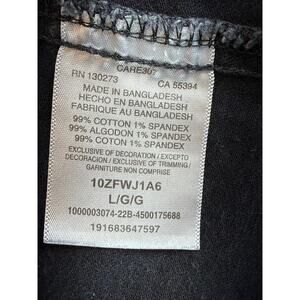 CARE307
RN 130273 CA 55394
MADE IN BANGLADESH
HECHO EN BANGLADESH
FABRIQUE AU BANGLADESH
99% COTTON 1% SPANDEX
99% ALGODON 1% SPANDEX
99% COTTON 1% SPANDEX
EXCLUSIVE OF DECORATION / EXCEPTO
DECORACION / EXCLUSIVE OF TRIMMING/
GARNITURE NON COMPRISE
10ZFWJ1A6
L/G/G
1000003074-22B-4500175688
191683647597